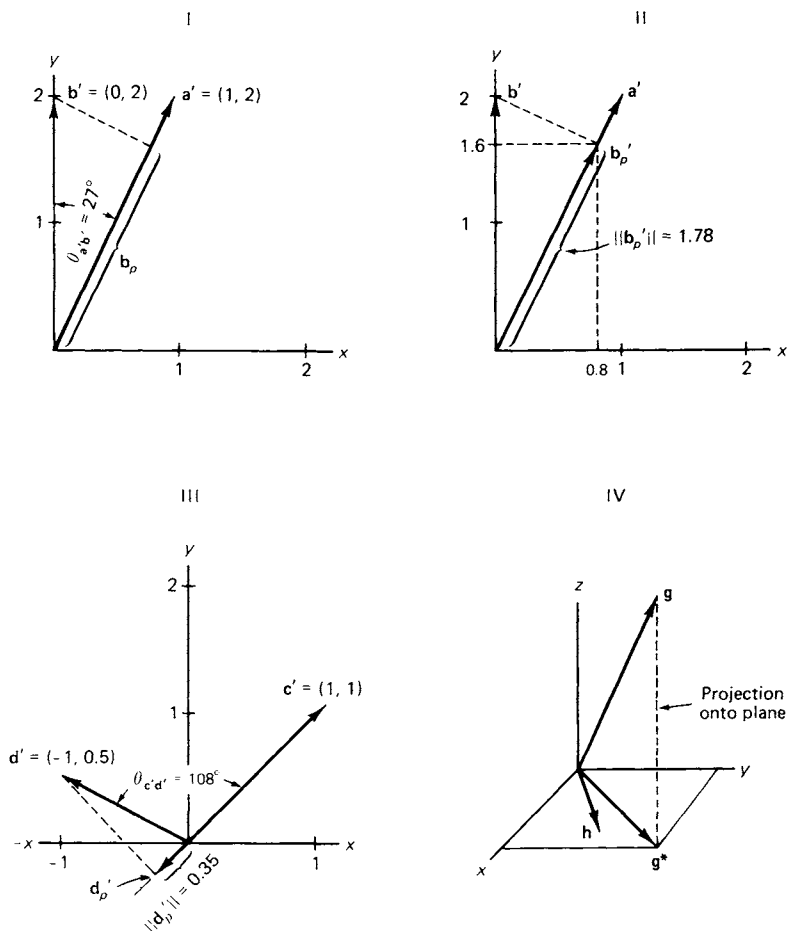 I
y
2
b′ = (0, 2)
a′ = (1, 2)
θa′b′ = 27°
1
bp
1
2
x
II
y
2
b′
a′
1.6
bp′
1
||bp′|| = 1.78
0.8
1
2
x
III
y
2
c′ = (1, 1)
1
d′ = (-1, 0.5)
θc′d′ = 108°
-x
-1
1
x
dp′
||dp′|| = 0.35
IV
z
g
Projection
onto plane
y
h
x
g*